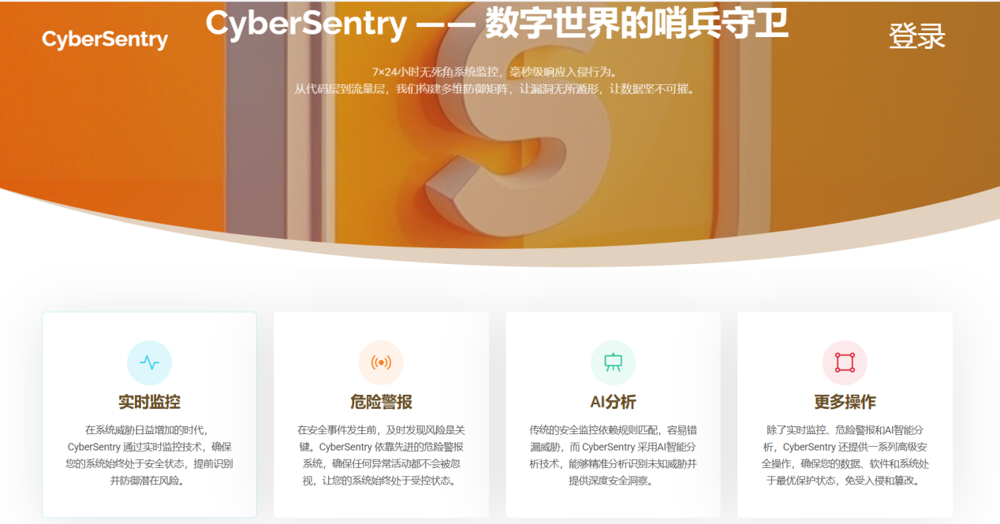 CyberSentry —— 数字世界的哨兵守卫
CyberSentry
登录
7×24小时无死角系统监控，毫秒级响应入侵行为。
从代码层到流量层，我们构建多维防御矩阵，让漏洞无所遁形，让数据坚不可摧。
S
实时监控
在系统威胁日益增加的时代，
CyberSentry 通过实时监控技术，确保
您的系统始终处于安全状态，提前识别
并防御潜在风险。
危险警报
在安全事件发生前，及时发现风险是关
键。CyberSentry 依靠先进的危险警报
系统，确保任何异常活动都不会被忽
视，让您的系统始终处于受控状态。
AI分析
传统的安全监控依赖规则匹配，容易错
漏威胁，而 CyberSentry 采用AI智能分
析技术，能够精准分析识别未知威胁并
提供深度安全洞察。
更多操作
除了实时监控、危险警报和AI智能分
析，CyberSentry 还提供一系列高级安
全操作，确保您的数据、软件和系统处
于最优保护状态，免受入侵和篡改。